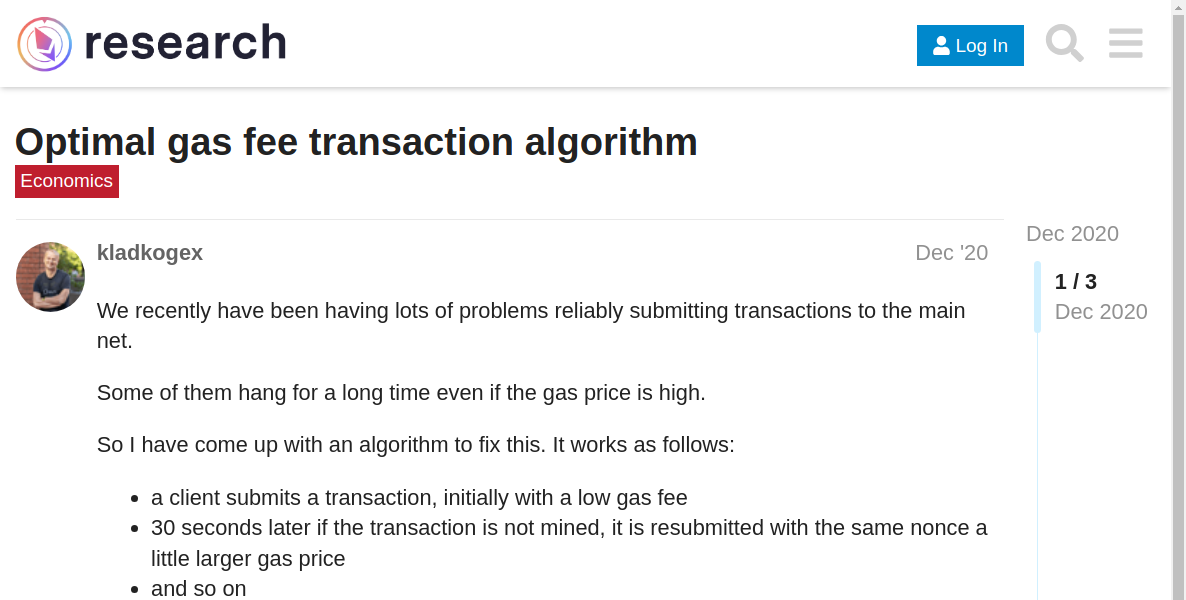 research
Log In
Optimal gas fee transaction algorithm
Economics
kladkogex
Dec '20
Dec 2020
1 / 3
Dec 2020
We recently have been having lots of problems reliably submitting transactions to the main
net.
Some of them hang for a long time even if the gas price is high.
So I have come up with an algorithm to fix this. It works as follows:
• a client submits a transaction, initially with a low gas fee
• 30 seconds later if the transaction is not mined, it is resubmitted with the same nonce a
little larger gas price
• and so on